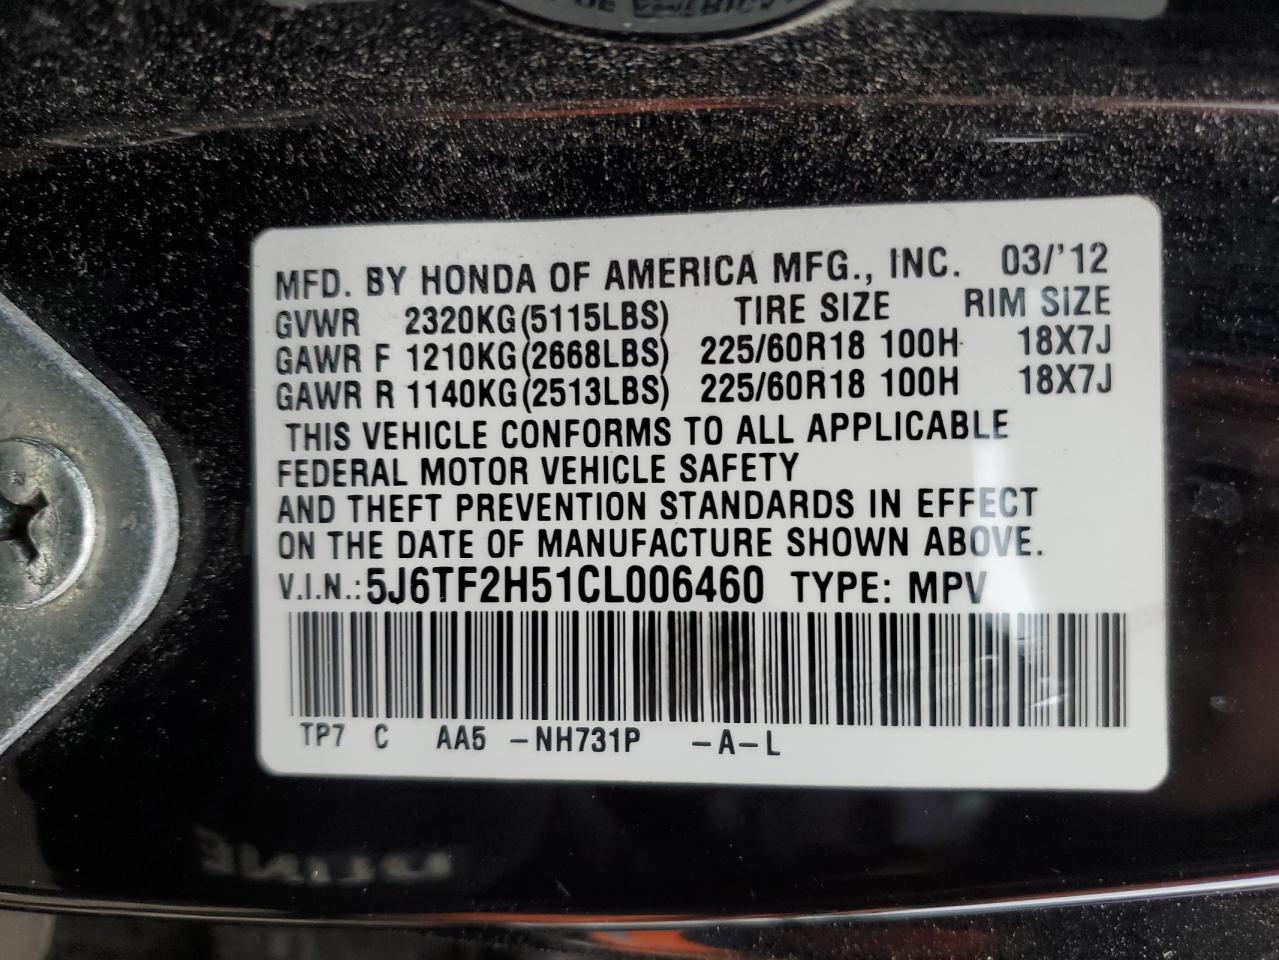 DE
MFD. BY HONDA OF AMERICA MFG., INC. 03/'12
GVWR 2320KG(5115LBS) TIRE SIZE RIM SIZE
GAWR F 1210KG(2668LBS) 225/60R18 100H 18X7J
GAWR R 1140KG(2513LBS) 225/60R18 100H 18X7J
THIS VEHICLE CONFORMS TO ALL APPLICABLE
FEDERAL MOTOR VEHICLE SAFETY
AND THEFT PREVENTION STANDARDS IN EFFECT
ON THE DATE OF MANUFACTURE SHOWN ABOVE.
V.I.N.: 5J6TF2H51CL006460 TYPE: MPV
TP7 C AA5 -NH731P -A-L